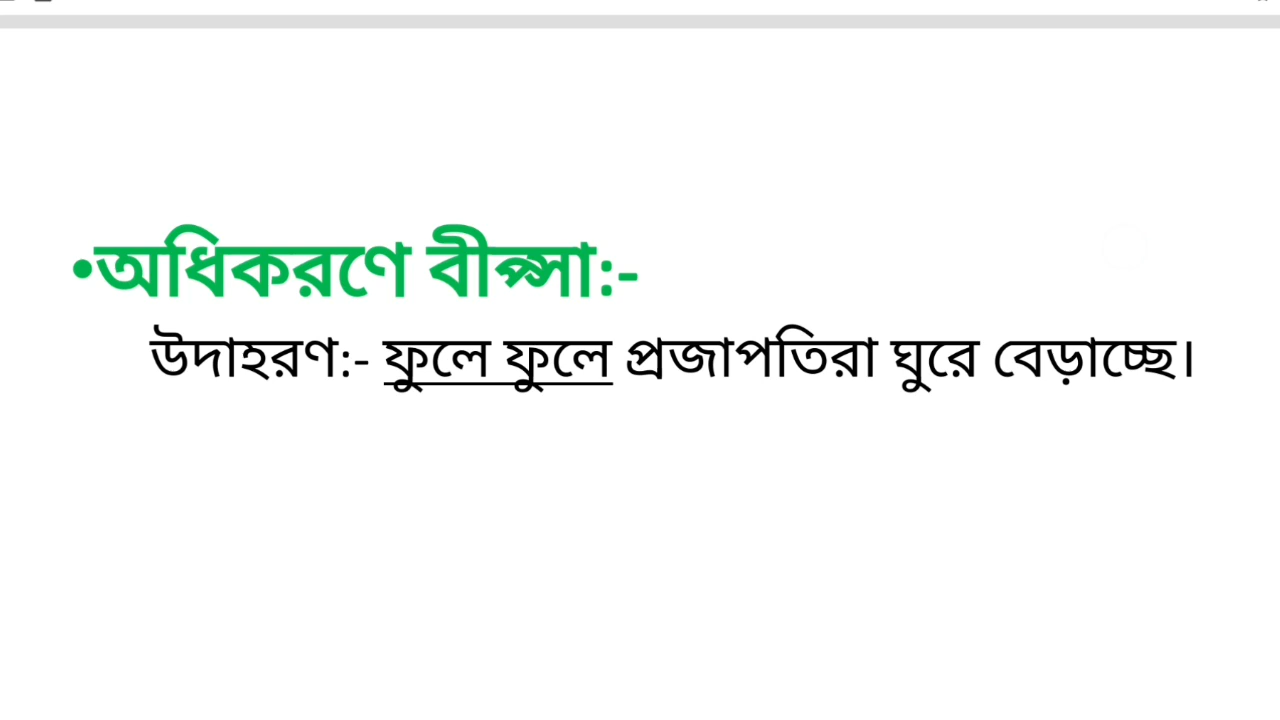 •অধিকরণে বীপ্সা:-
উদাহরণ:- ফুলে ফুলে প্রজাপতিরা ঘুরে বেড়াচ্ছে।